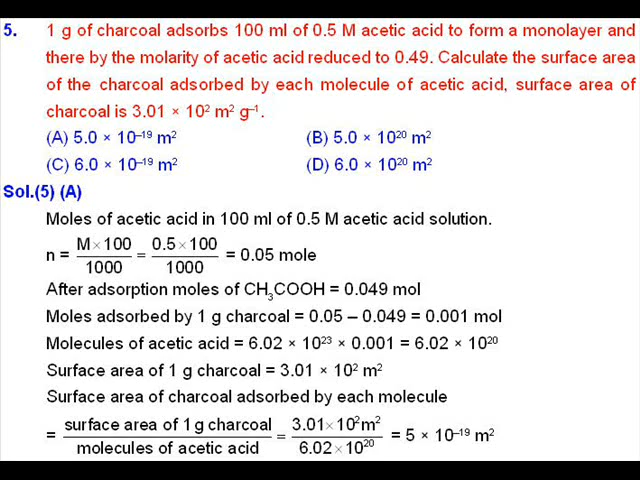 5. 1 g of charcoal adsorbs 100 ml of 0.5 M acetic acid to form a monolayer and
there by the molarity of acetic acid reduced to 0.49. Calculate the surface area
of the charcoal adsorbed by each molecule of acetic acid, surface area of
charcoal is 3.01 × 10² m² g⁻¹.
(A) 5.0 × 10⁻¹⁹ m² (B) 5.0 × 10²⁰ m²
(C) 6.0 × 10⁻¹⁹ m² (D) 6.0 × 10²⁰ m²
Sol.(5) (A)
Moles of acetic acid in 100 ml of 0.5 M acetic acid solution.
n = M×100/1000 = 0.5×100/1000 = 0.05 mole
After adsorption moles of CH₃COOH = 0.049 mol
Moles adsorbed by 1 g charcoal = 0.05 – 0.049 = 0.001 mol
Molecules of acetic acid = 6.02 × 10²³ × 0.001 = 6.02 × 10²⁰
Surface area of 1 g charcoal = 3.01 × 10² m²
Surface area of charcoal adsorbed by each molecule
= surface area of 1 g charcoal/molecules of acetic acid = 3.01×10²m²/6.02×10²⁰ = 5 × 10⁻¹⁹ m²